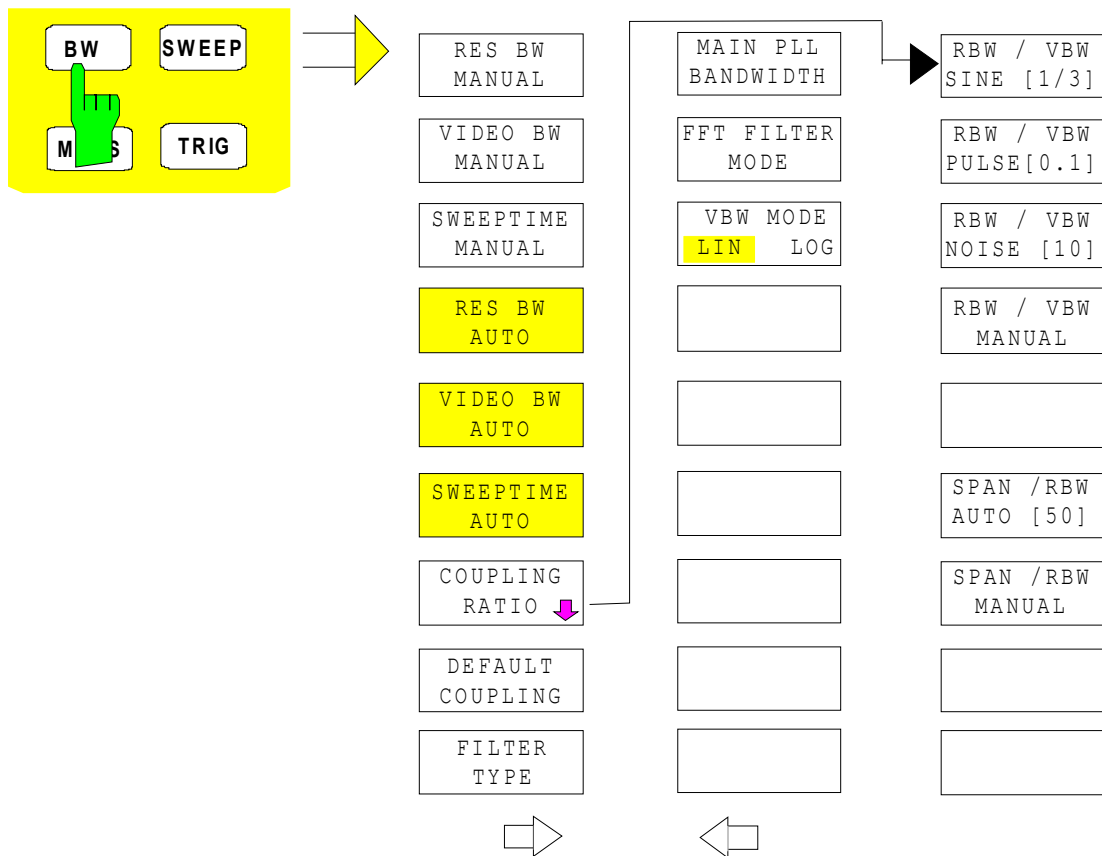 BW
SWEEP
TRIG
RES BW
MANUAL
VIDEO BW
MANUAL
SWEEPTIME
MANUAL
RES BW
AUTO
VIDEO BW
AUTO
SWEEPTIME
AUTO
COUPLING
RATIO
DEFAULT
COUPLING
FILTER
TYPE
MAIN PLL
BANDWIDTH
FFT FILTER
MODE
VBW MODE
LIN LOG
RBW / VBW
SINE [1/3]
RBW / VBW
PULSE[0.1]
RBW / VBW
NOISE [10]
RBW / VBW
MANUAL
SPAN /RBW
AUTO [50]
SPAN /RBW
MANUAL